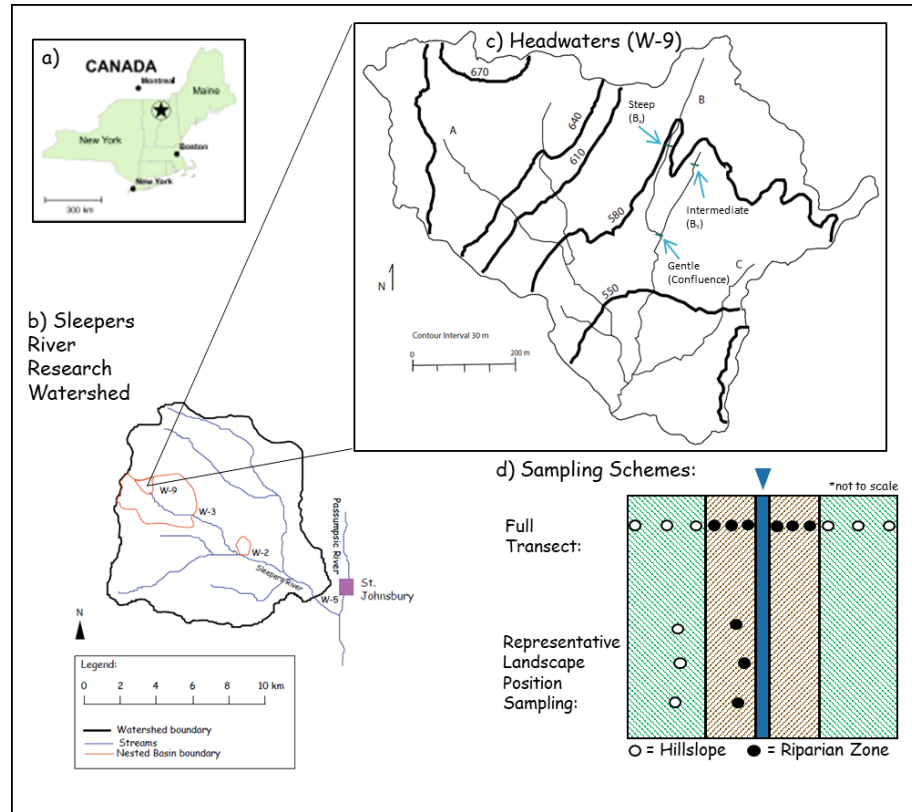 a)
CANADA
Montreal
Maine
New York
Boston
New York
300 km
c) Headwaters (W-9)
670
640
610
580
550
A
B
C
Steep
(Bₓ)
Intermediate
(Bᵧ)
Gentle
(Confluence)
N
Contour Interval 30 m
0 200 m
b) Sleepers
River
Research
Watershed
W-9
W-3
W-2
W-5
Sleepers River
Passumpsic River
St.
Johnsbury
N
Legend:
0 2 4 6 8 10 km
Watershed boundary
Streams
Nested Basin boundary
d) Sampling Schemes:
*not to scale
Full
Transect:
Representative
Landscape
Position
Sampling:
= Hillslope = Riparian Zone